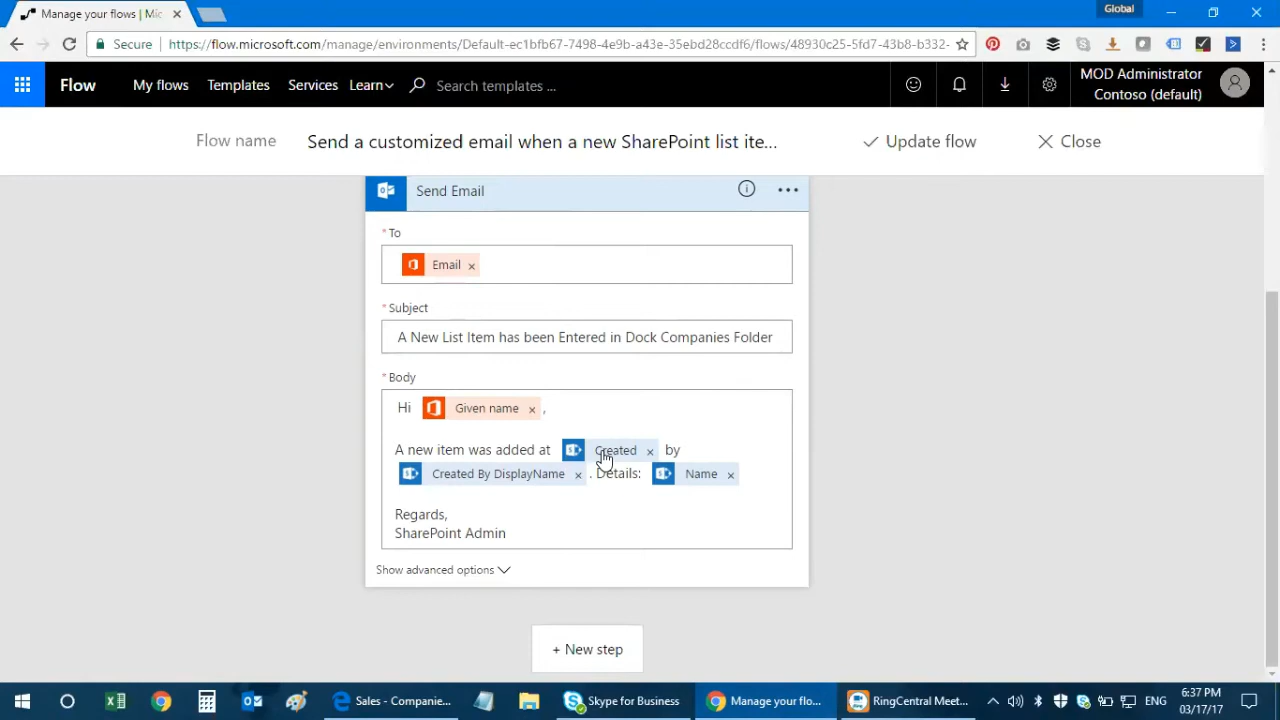 Global
Manage your flows | Mic
Secure https://flow.microsoft.com/manage/environments/Default-ec1bfb67-7498-4e9b-a43e-35ebd28ccdf6/flows/48930c25-5fd7-43b8-b332-
Flow My flows Templates Services Learn Search templates ... MOD Administrator
Contoso (default)
Flow name Send a customized email when a new SharePoint list ite... Update flow Close
Send Email
* To
Email ×
* Subject
A New List Item has been Entered in Dock Companies Folder
* Body
Hi Given name × ,
A new item was added at Created × by
Created By DisplayName × . Details: Name ×
Regards,
SharePoint Admin
Show advanced options
+ New step
Sales - Companie... Skype for Business Manage your flo... RingCentral Meet... ENG 6:37 PM
03/17/17